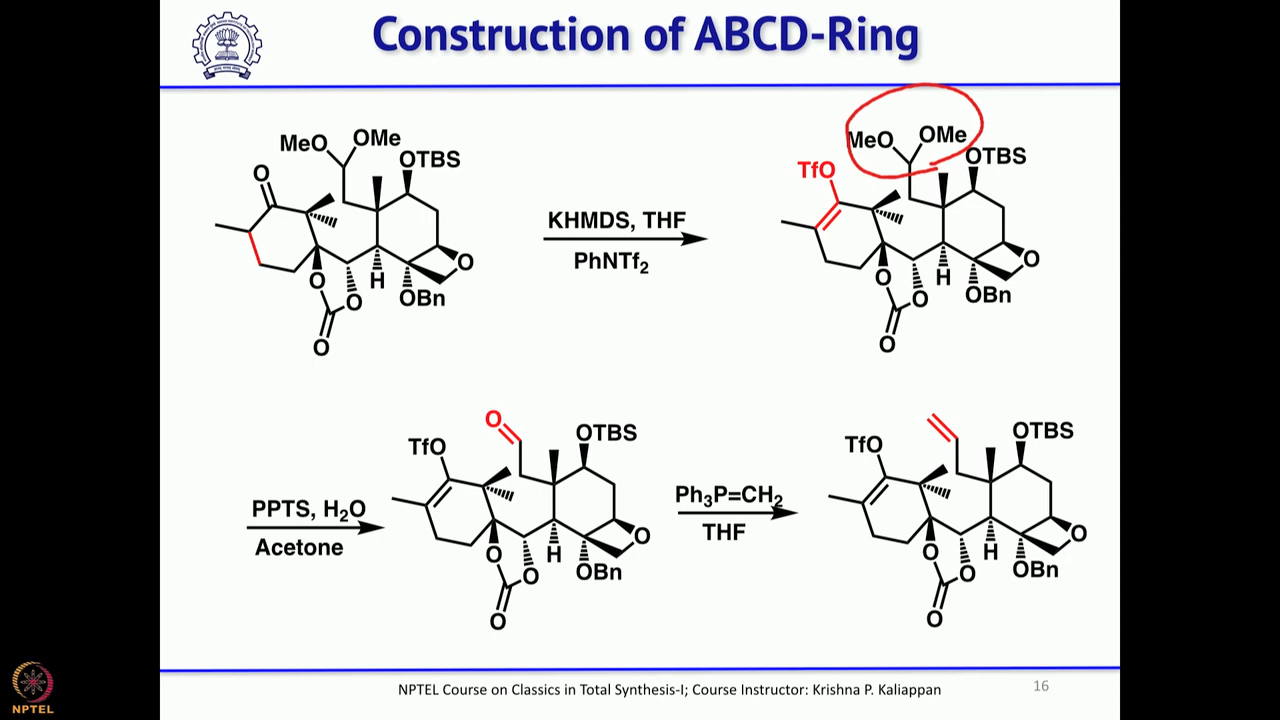 Construction of ABCD-Ring
MeO OMe
OTBS
O
KHMDS, THF
PhNTf2
O
O
H
OBn
O
O
MeO OMe
OTBS
TfO
O
O
H
OBn
O
O
PPTS, H2O
Acetone
O
OTBS
TfO
O
O
H
OBn
O
O
Ph3P=CH2
THF
OTBS
TfO
O
O
H
OBn
O
O
NPTEL
NPTEL Course on Classics in Total Synthesis-I; Course Instructor: Krishna P. Kaliappan
16